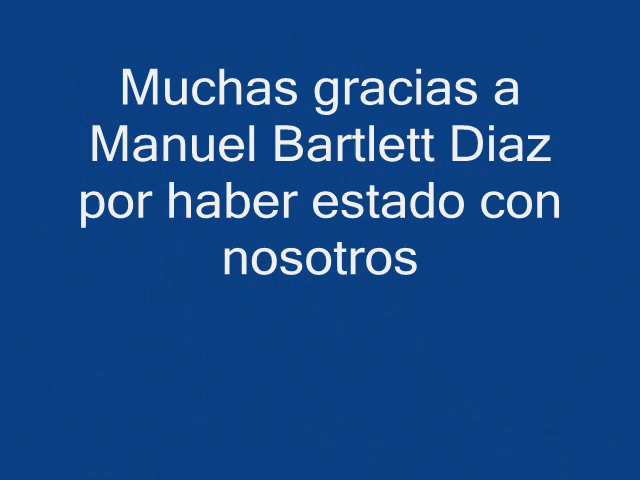 Muchas gracias a
Manuel Bartlett Diaz
por haber estado con
nosotros